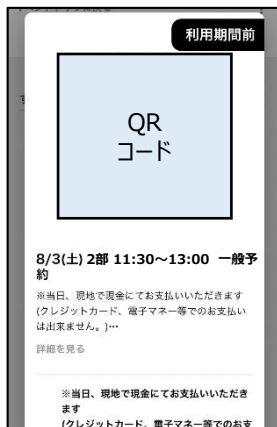 利用期間前
QR
コード
8/3(土) 2部 11:30～13:00 一般予
約
※当日、現地で現金にてお支払いいただきます
(クレジットカード、電子マネー等でのお支払い
は出来ません。)…
詳細を見る
※当日、現地で現金にてお支払いいただき
ます
(クレジットカード、電子マネー等でのお支